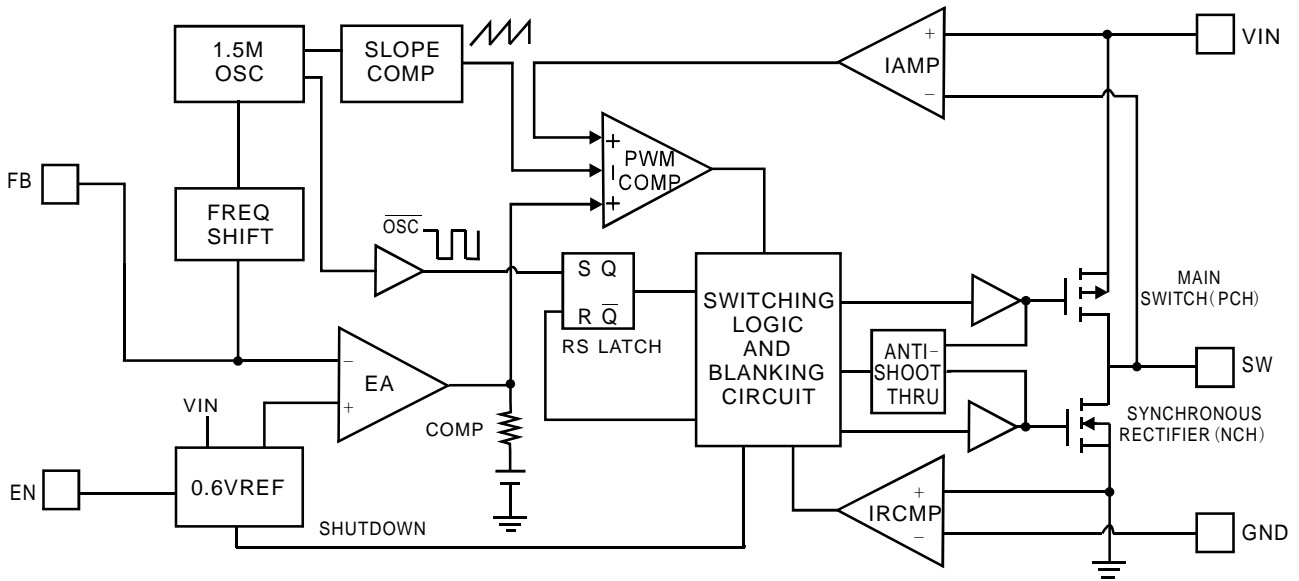 1.5M
OSC
SLOPE
COMP
+
IAMP
−
VIN
+
PWM
−
COMP
+
FB
FREQ
SHIFT
OSC
S Q
R Q
RS LATCH
SWITCHING
LOGIC
AND
BLANKING
CIRCUIT
MAIN
SWITCH(PCH)
ANTI-
SHOOT
THRU
SW
−
EA
+
VIN
COMP
SYNCHRONOUS
RECTIFIER(NCH)
EN
0.6VREF
SHUTDOWN
+
IRCMP
−
GND